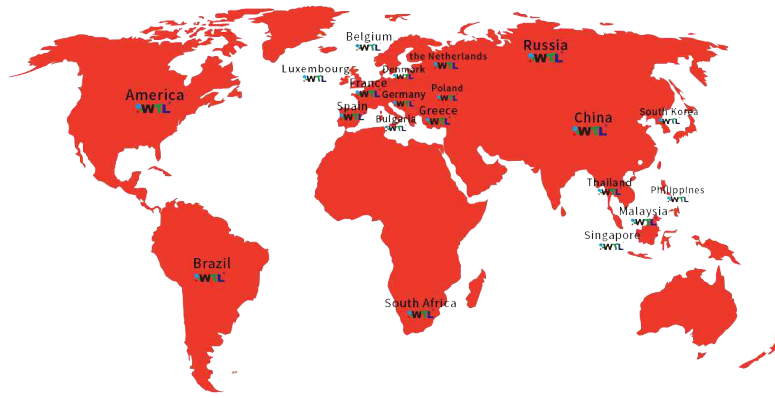 Belgium
WTL
Russia
WTL
the Netherlands
WTL
Luxembourg
WTL
Denmark
WTL
France
WTL
America
WTL
Germany
WTL
Poland
WTL
Spain
WTL
Greece
WTL
Bulgaria
WTL
China
WTL
South Korea
WTL
Thailand
WTL
Philippines
WTL
Malaysia
WTL
Singapore
WTL
Brazil
WTL
South Africa
WTL